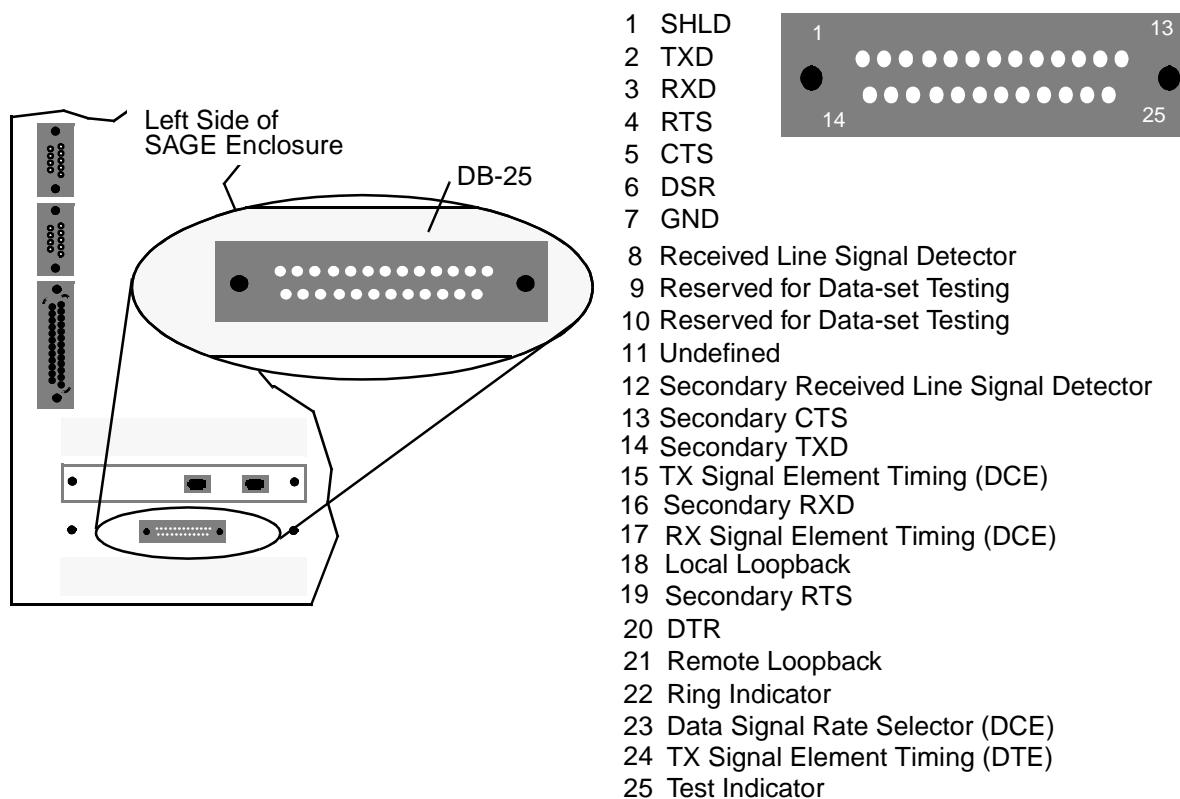 Left Side of
SAGE Enclosure
DB-25
1 SHLD
2 TXD
3 RXD
4 RTS
5 CTS
6 DSR
7 GND
8 Received Line Signal Detector
9 Reserved for Data-set Testing
10 Reserved for Data-set Testing
11 Undefined
12 Secondary Received Line Signal Detector
13 Secondary CTS
14 Secondary TXD
15 TX Signal Element Timing (DCE)
16 Secondary RXD
17 RX Signal Element Timing (DCE)
18 Local Loopback
19 Secondary RTS
20 DTR
21 Remote Loopback
22 Ring Indicator
23 Data Signal Rate Selector (DCE)
24 TX Signal Element Timing (DTE)
25 Test Indicator
1 13
14 25